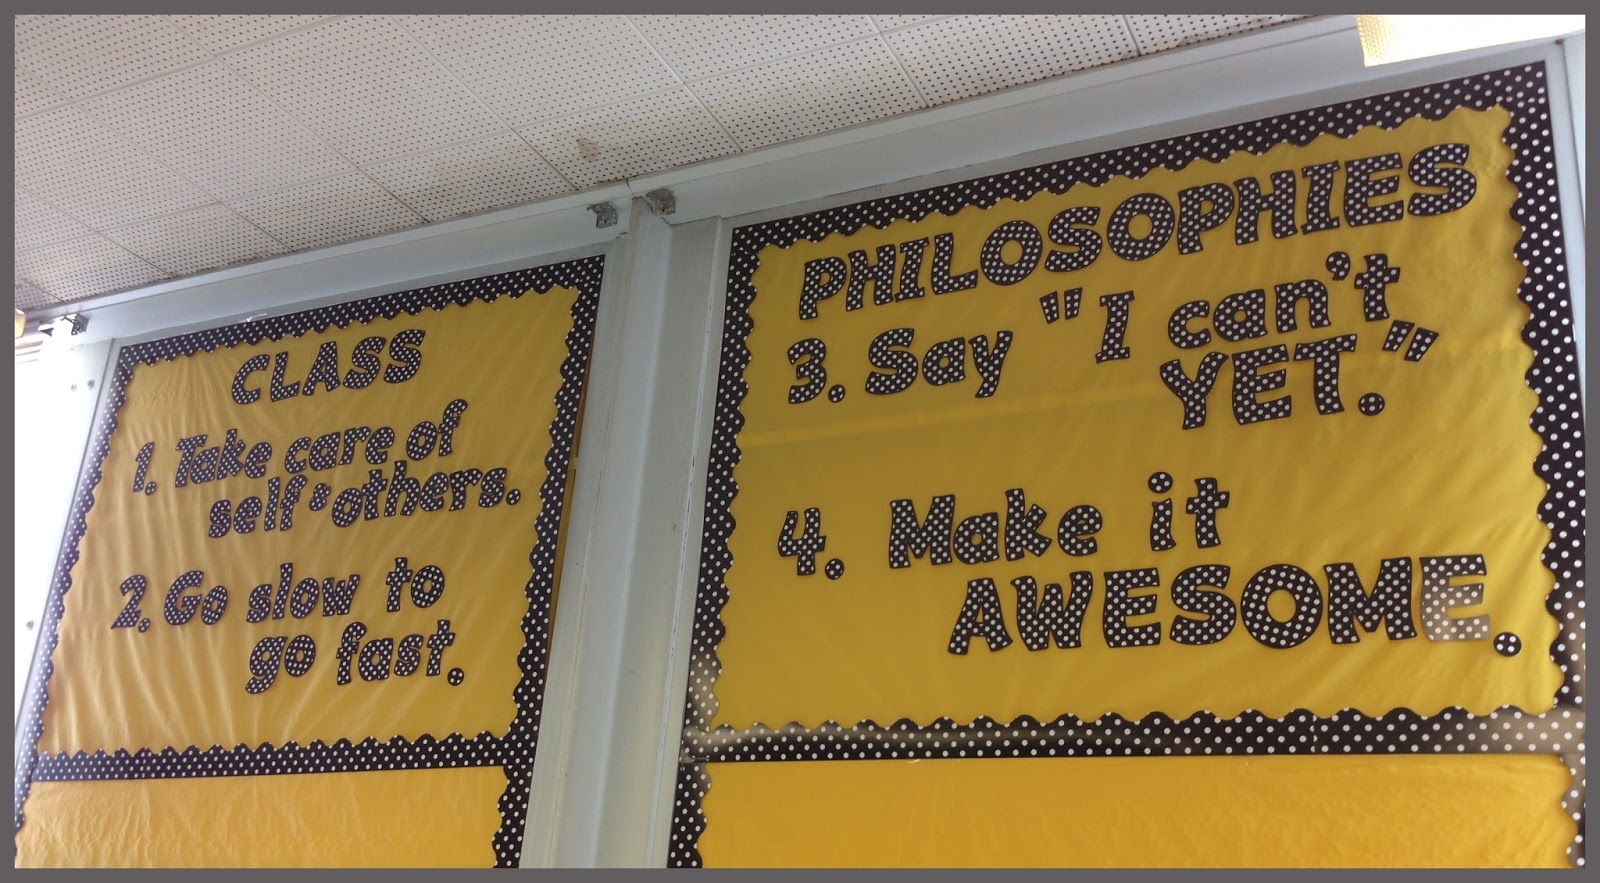 CLASS
1. Take care of
self & others.
2. Go slow to
go fast.
PHILOSOPHIES
3. Say "I can't
YET."
4. Make it
AWESOME.